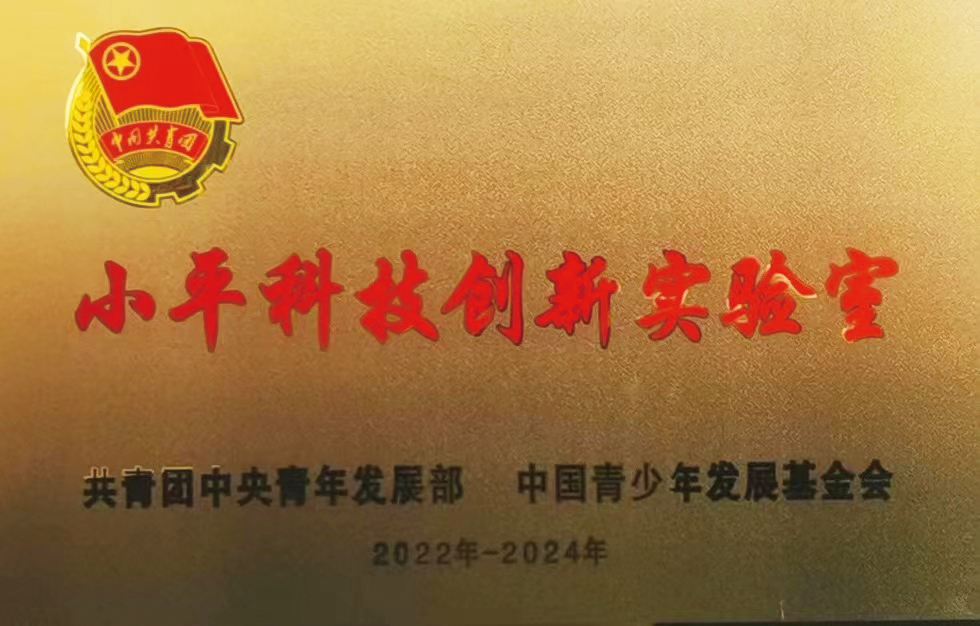 中国共青团
小平科技创新实验室
共青团中央青年发展部 中国青少年发展基金会
2022年-2024年